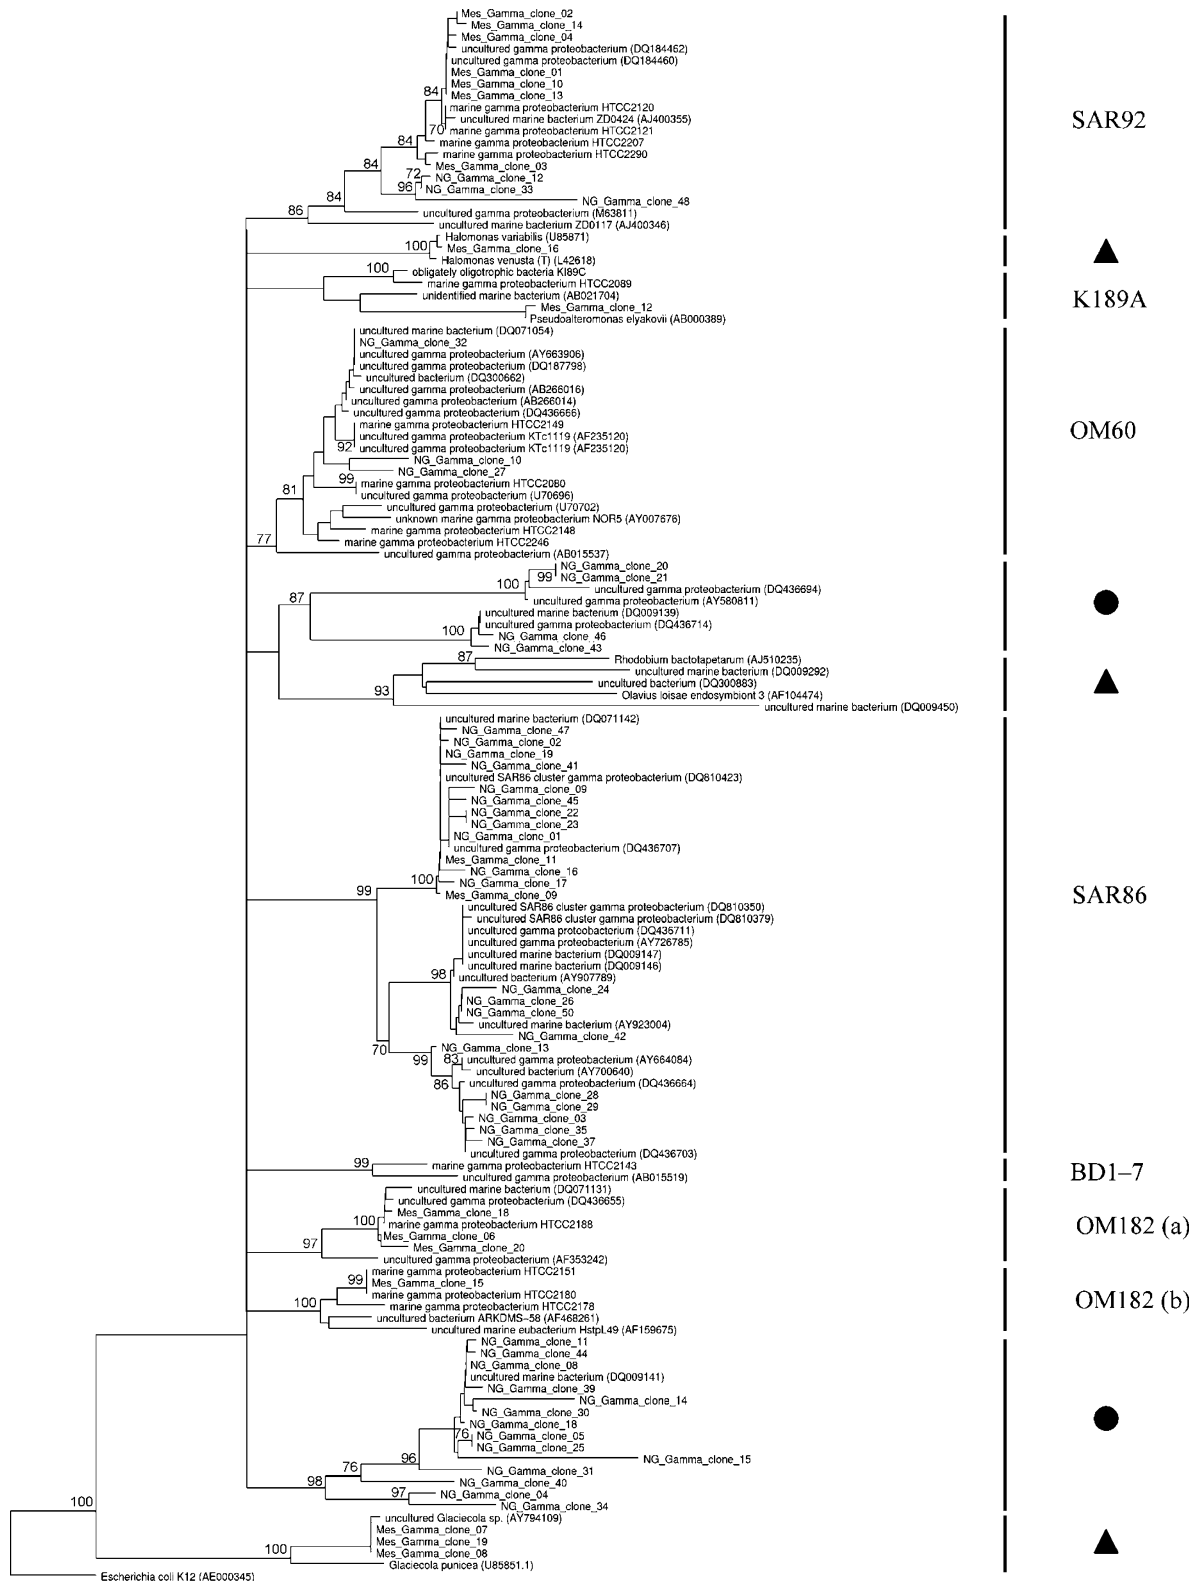 Mes_Gamma_clone_02
Mes_Gamma_clone_14
Mes_Gamma_clone_04
uncultured gamma proteobacterium (DQ184462)
uncultured gamma proteobacterium (DQ184460)
Mes_Gamma_clone_01
Mes_Gamma_clone_10
Mes_Gamma_clone_13
84
marine gamma proteobacterium HTCC2120
uncultured marine bacterium ZD0424 (AJ400355)
70
marine gamma proteobacterium HTCC2121
SAR92
84
marine gamma proteobacterium HTCC2207
marine gamma proteobacterium HTCC2290
84
Mes_Gamma_clone_03
72
NG_Gamma_clone_12
96
NG_Gamma_clone_33
84
NG_Gamma_clone_48
86
uncultured gamma proteobacterium (M63811)
uncultured marine bacterium ZD0117 (AJ400346)
Halomonas variabilis (U85871)
100
Mes_Gamma_clone_16
Halomonas venusta (T) (L42618)
100
obligately oligotrophic bacteria KI89C
marine gamma proteobacterium HTCC2089
unidentified marine bacterium (AB021704)
K189A
Mes_Gamma_clone_12
Pseudoalteromonas elyakovii (AB000389)
uncultured marine bacterium (DQ071054)
NG_Gamma_clone_32
uncultured gamma proteobacterium (AY663906)
uncultured gamma proteobacterium (DQ187798)
uncultured bacterium (DQ300662)
uncultured gamma proteobacterium (AB266016)
uncultured gamma proteobacterium (AB266014)
uncultured gamma proteobacterium (DQ436666)
marine gamma proteobacterium HTCC2149
OM60
uncultured gamma proteobacterium KTc1119 (AF235120)
92
uncultured gamma proteobacterium KTc1119 (AF235120)
NG_Gamma_clone_10
NG_Gamma_clone_27
99
marine gamma proteobacterium HTCC2080
81
uncultured gamma proteobacterium (U70696)
uncultured gamma proteobacterium (U70702)
unknown marine gamma proteobacterium NOR5 (AY007676)
marine gamma proteobacterium HTCC2148
77
marine gamma proteobacterium HTCC2246
uncultured gamma proteobacterium (AB015537)
NG_Gamma_clone_20
99
NG_Gamma_clone_21
100
uncultured gamma proteobacterium (DQ436694)
87
uncultured gamma proteobacterium (AY580811)
uncultured marine bacterium (DQ009139)
uncultured gamma proteobacterium (DQ436714)
100
NG_Gamma_clone_46
NG_Gamma_clone_43
87
Rhodobium bactotapetarum (AJ510235)
uncultured marine bacterium (DQ009292)
uncultured bacterium (DQ300883)
93
Olavius loisae endosymbiont 3 (AF104474)
uncultured marine bacterium (DQ009450)
uncultured marine bacterium (DQ071142)
NG_Gamma_clone_47
NG_Gamma_clone_02
NG_Gamma_clone_19
NG_Gamma_clone_41
uncultured SAR86 cluster gamma proteobacterium (DQ810423)
NG_Gamma_clone_09
NG_Gamma_clone_45
NG_Gamma_clone_22
NG_Gamma_clone_23
NG_Gamma_clone_01
uncultured gamma proteobacterium (DQ436707)
Mes_Gamma_clone_11
NG_Gamma_clone_16
100
NG_Gamma_clone_17
99
Mes_Gamma_clone_09
SAR86
uncultured SAR86 cluster gamma proteobacterium (DQ810350)
uncultured SAR86 cluster gamma proteobacterium (DQ810379)
uncultured gamma proteobacterium (DQ436711)
uncultured gamma proteobacterium (AY726785)
uncultured marine bacterium (DQ009147)
uncultured marine bacterium (DQ009146)
98
uncultured bacterium (AY907789)
NG_Gamma_clone_24
NG_Gamma_clone_26
NG_Gamma_clone_50
uncultured marine bacterium (AY923004)
NG_Gamma_clone_42
70
NG_Gamma_clone_13
99
83
uncultured gamma proteobacterium (AY664084)
uncultured bacterium (AY700640)
86
uncultured gamma proteobacterium (DQ436664)
NG_Gamma_clone_28
NG_Gamma_clone_29
NG_Gamma_clone_03
NG_Gamma_clone_35
NG_Gamma_clone_37
uncultured gamma proteobacterium (DQ436703)
99
marine gamma proteobacterium HTCC2143
BD1–7
uncultured gamma proteobacterium (AB015519)
uncultured marine bacterium (DQ071131)
uncultured gamma proteobacterium (DQ436655)
Mes_Gamma_clone_18
100
marine gamma proteobacterium HTCC2188
OM182 (a)
Mes_Gamma_clone_06
97
Mes_Gamma_clone_20
uncultured gamma proteobacterium (AF353242)
marine gamma proteobacterium HTCC2151
99
Mes_Gamma_clone_15
marine gamma proteobacterium HTCC2180
OM182 (b)
100
marine gamma proteobacterium HTCC2178
uncultured bacterium ARKDMS–58 (AF468261)
uncultured marine eubacterium HstpL49 (AF159675)
NG_Gamma_clone_11
NG_Gamma_clone_44
NG_Gamma_clone_08
uncultured marine bacterium (DQ009141)
NG_Gamma_clone_39
NG_Gamma_clone_14
NG_Gamma_clone_30
NG_Gamma_clone_18
76
NG_Gamma_clone_05
NG_Gamma_clone_25
96
NG_Gamma_clone_15
76
NG_Gamma_clone_31
98
NG_Gamma_clone_40
97
NG_Gamma_clone_04
100
NG_Gamma_clone_34
uncultured Glaciecola sp. (AY794109)
Mes_Gamma_clone_07
Mes_Gamma_clone_19
100
Mes_Gamma_clone_08
Glaciecola punicea (U85851.1)
Escherichia coli K12 (AE000345)